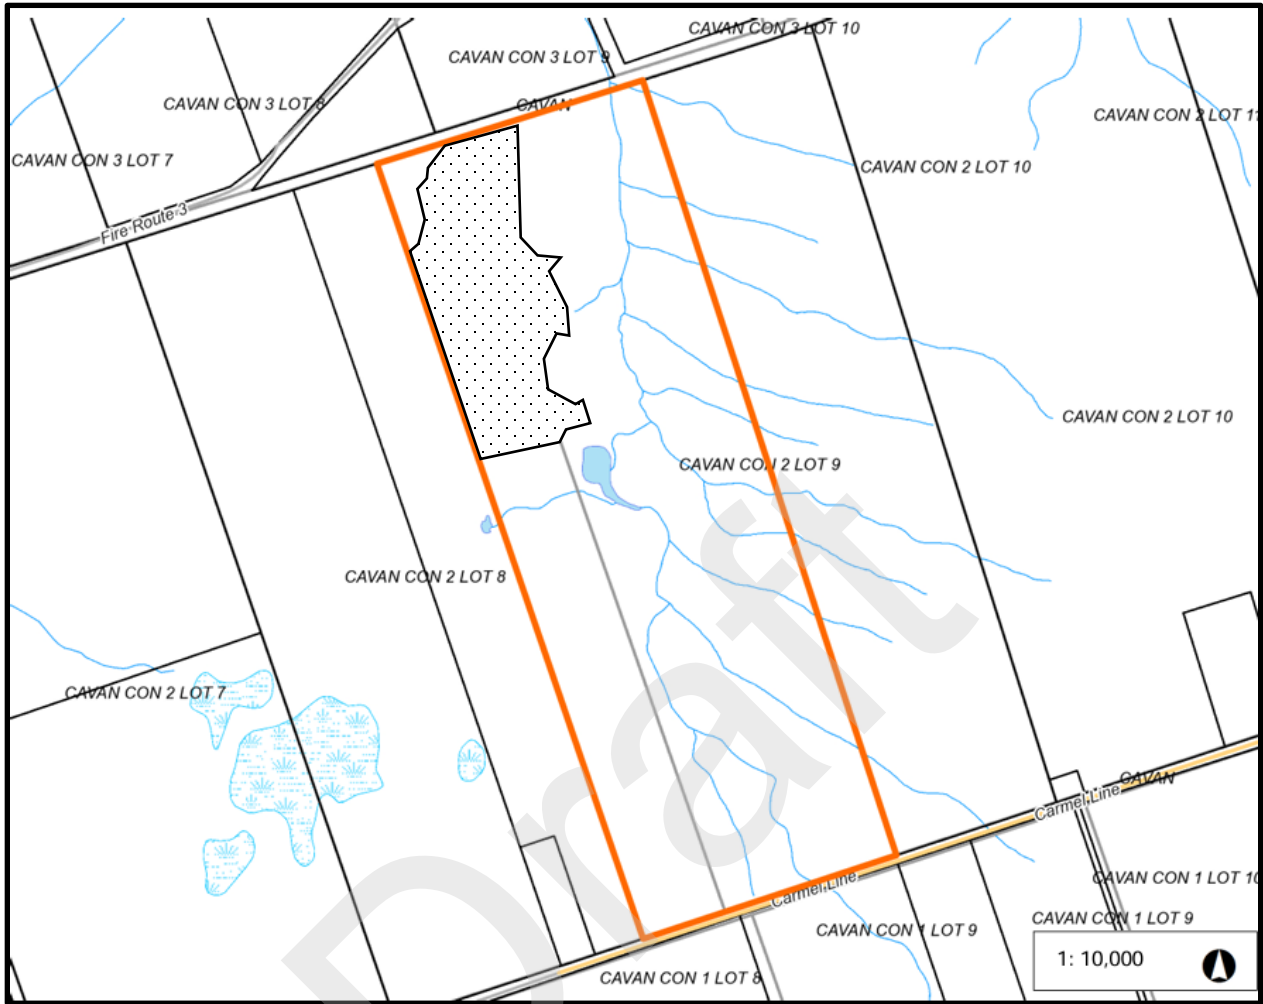 CAVAN CON 3 LOT 10
CAVAN CON 3 LOT 9
CAVAN CON 3 LOT 8
CAVAN
CAVAN CON 2 LOT 11
CAVAN CON 3 LOT 7
CAVAN CON 2 LOT 10
Fire Route 3
CAVAN CON 2 LOT 10
CAVAN CON 2 LOT 9
CAVAN CON 2 LOT 8
CAVAN CON 2 LOT 7
Draft
CAVAN
Carmel Line
Carmel Line
CAVAN CON 1 LOT 10
CAVAN CON 1 LOT 9
CAVAN CON 1 LOT 9
CAVAN CON 1 LOT 8
1: 10,000